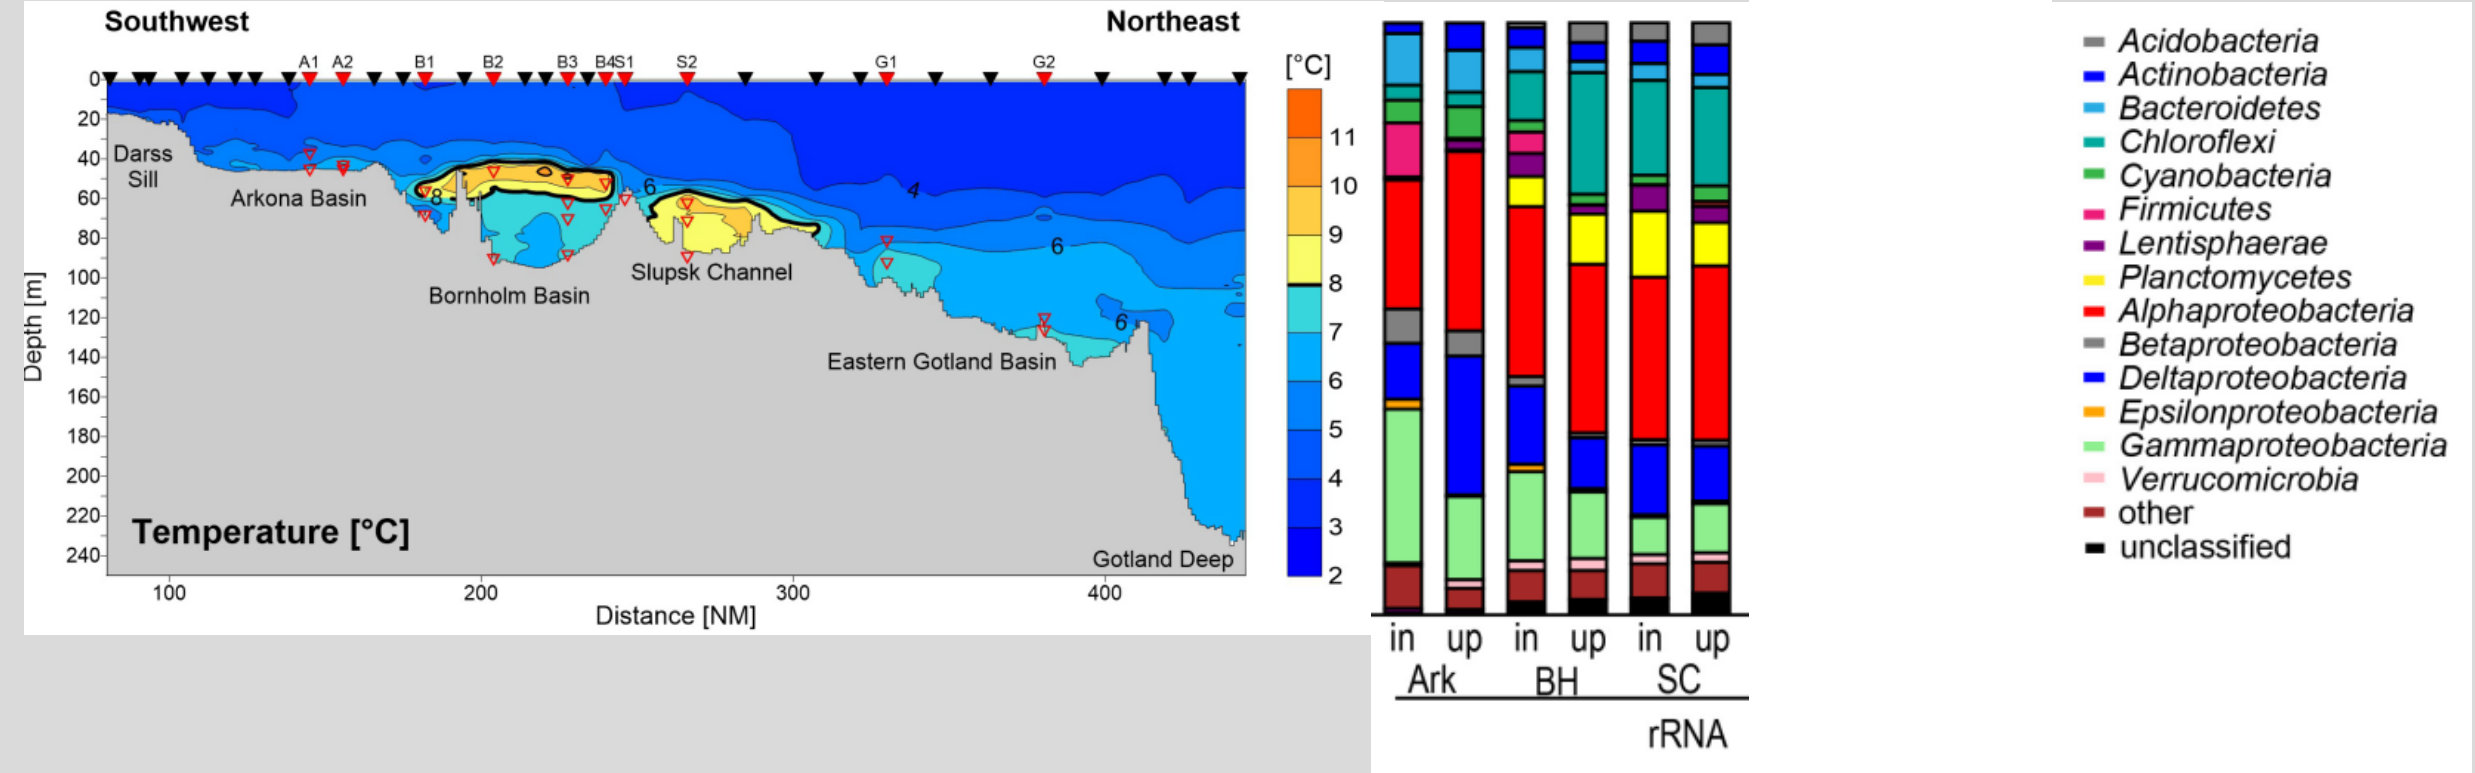 Southwest
Northeast
A1 A2 B1 B2 B3 B4 S1 S2 G1 G2
[°C]
0
20
40
60
80
100
120
140
160
180
200
220
240
Depth [m]
Darss
Sill
Arkona Basin
Bornholm Basin
Slupsk Channel
Eastern Gotland Basin
Gotland Deep
8
6
4
6
6
Temperature [°C]
100 200 300 400
Distance [NM]
11
10
9
8
7
6
5
4
3
2
in up in up in up
Ark BH SC
rRNA
Acidobacteria
Actinobacteria
Bacteroidetes
Chloroflexi
Cyanobacteria
Firmicutes
Lentisphaerae
Planctomycetes
Alphaproteobacteria
Betaproteobacteria
Deltaproteobacteria
Epsilonproteobacteria
Gammaproteobacteria
Verrucomicrobia
other
unclassified